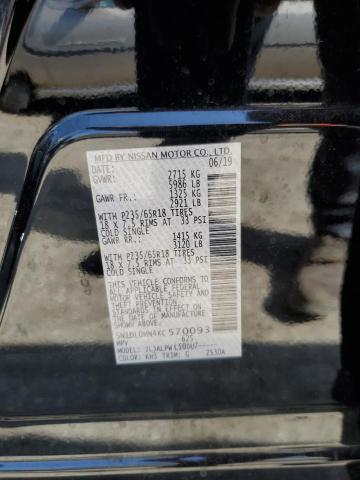 MFD BY NISSAN MOTOR CO., LTD.
DATE: 06/19
GVWR: 2715 KG
5986 LB
GAWR FR.: 1325 KG
2921 LB
WITH P235/65R18 TIRES
18 X 7.5 RIMS AT 33 PSI
COLD SINGLE
GAWR RR.: 1415 KG
3120 LB
WITH P235/65R18 TIRES
18 X 7.5 RIMS AT 33 PSI
COLD SINGLE
THIS VEHICLE CONFORMS TO
ALL APPLICABLE FEDERAL
MOTOR VEHICLE SAFETY
STANDARDS
IN EFFECT ON THE DATE OF
MANUFACTURE SHOWN ABOVE
570093
MPV 625
COLOR: KH3 TRIM: G 2530A